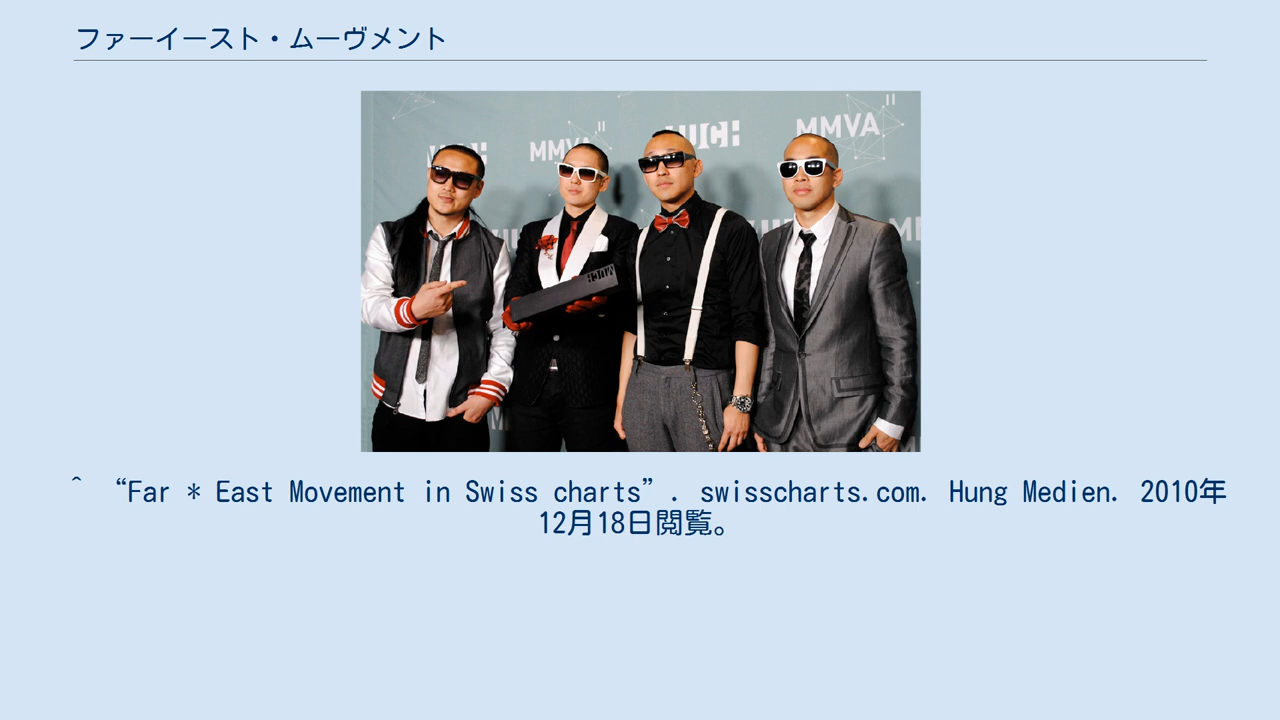 ファーイースト・ムーヴメント
MMVA
MUCH
MMVA
MUCH
^ “Far * East Movement in Swiss charts”. swisscharts.com. Hung Medien. 2010年
12月18日閲覧。